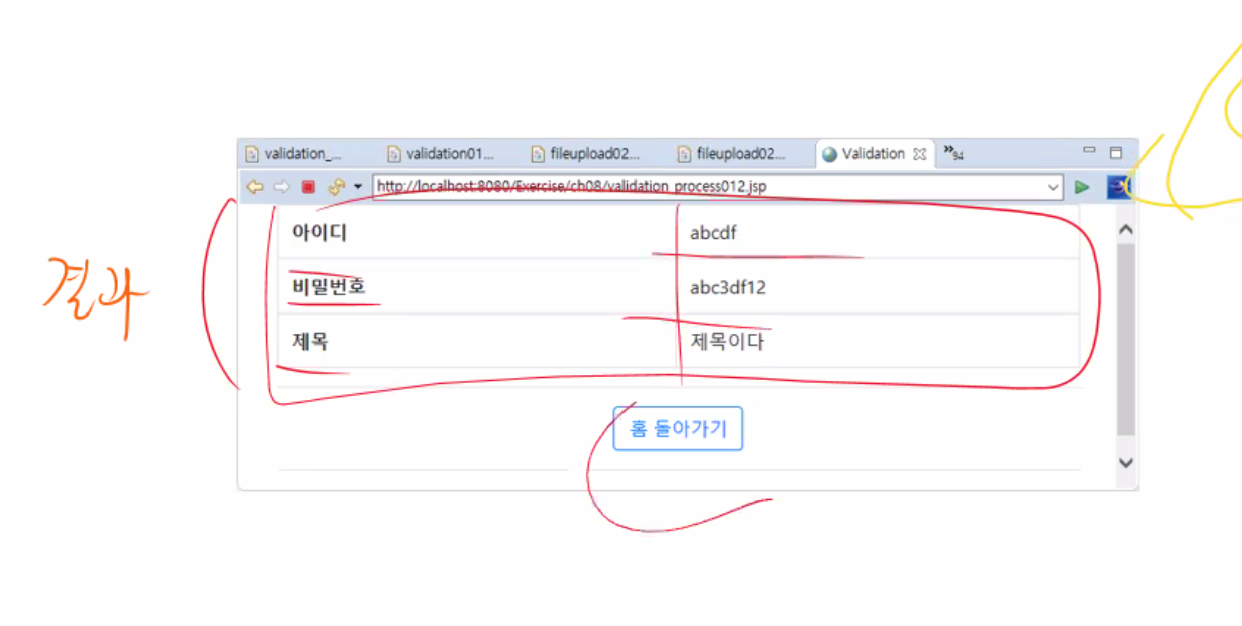 validation_... validation01... fileupload02... fileupload02... Validation »94
http://localhost:8080/Exercise/ch08/validation_process012.jsp
결과
아이디 abcdf
비밀번호 abc3df12
제목 제목이다
홈 돌아가기